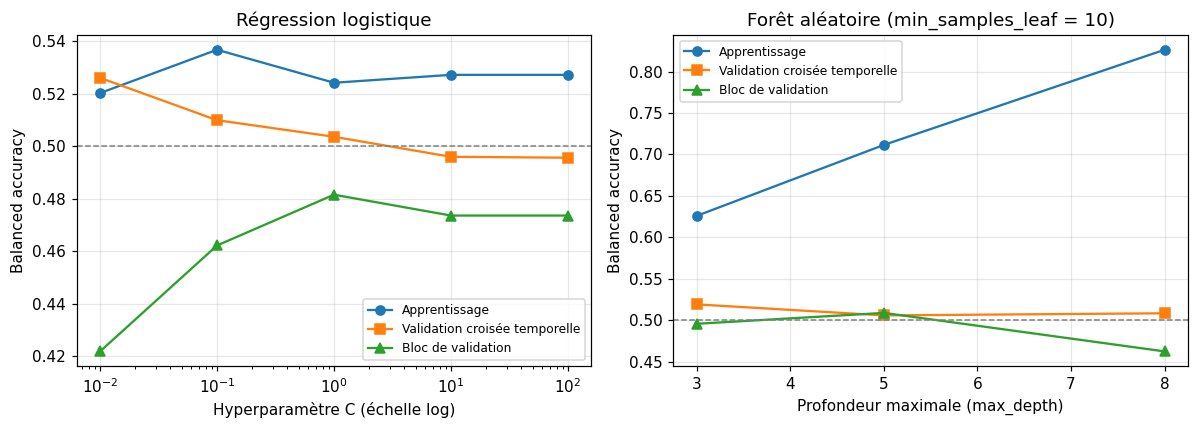 Régression logistique
Balanced accuracy
0.54
0.52
0.50
0.48
0.46
0.44
0.42
Apprentissage
Validation croisée temporelle
Bloc de validation
10⁻²
10⁻¹
10⁰
10¹
10²
Hyperparamètre C (échelle log)
Forêt aléatoire (min_samples_leaf = 10)
Balanced accuracy
0.80
0.75
0.70
0.65
0.60
0.55
0.50
0.45
Apprentissage
Validation croisée temporelle
Bloc de validation
3
4
5
6
7
8
Profondeur maximale (max_depth)